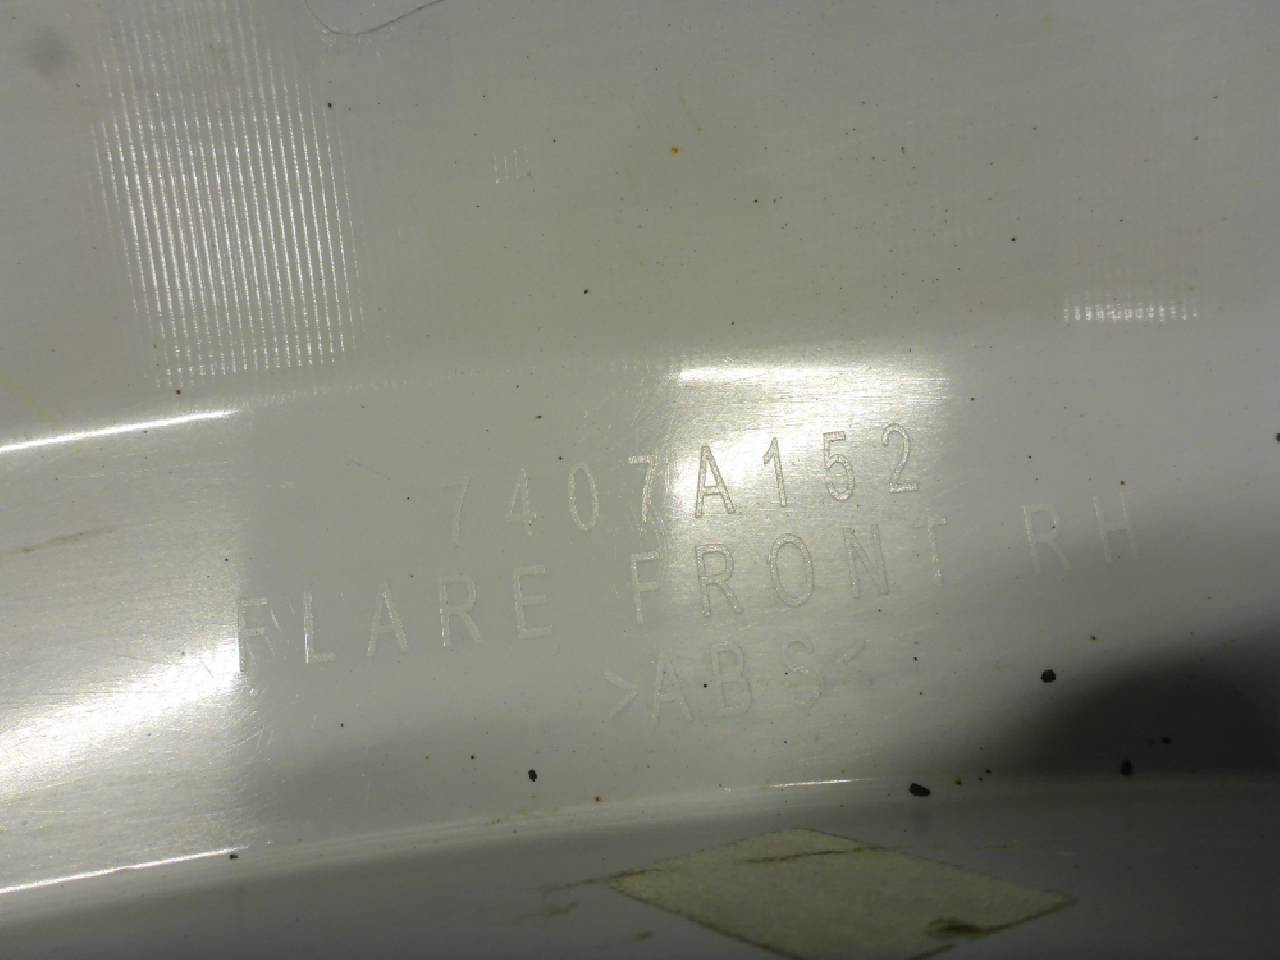 7407A152
FLARE FRONT RH
>ABS<